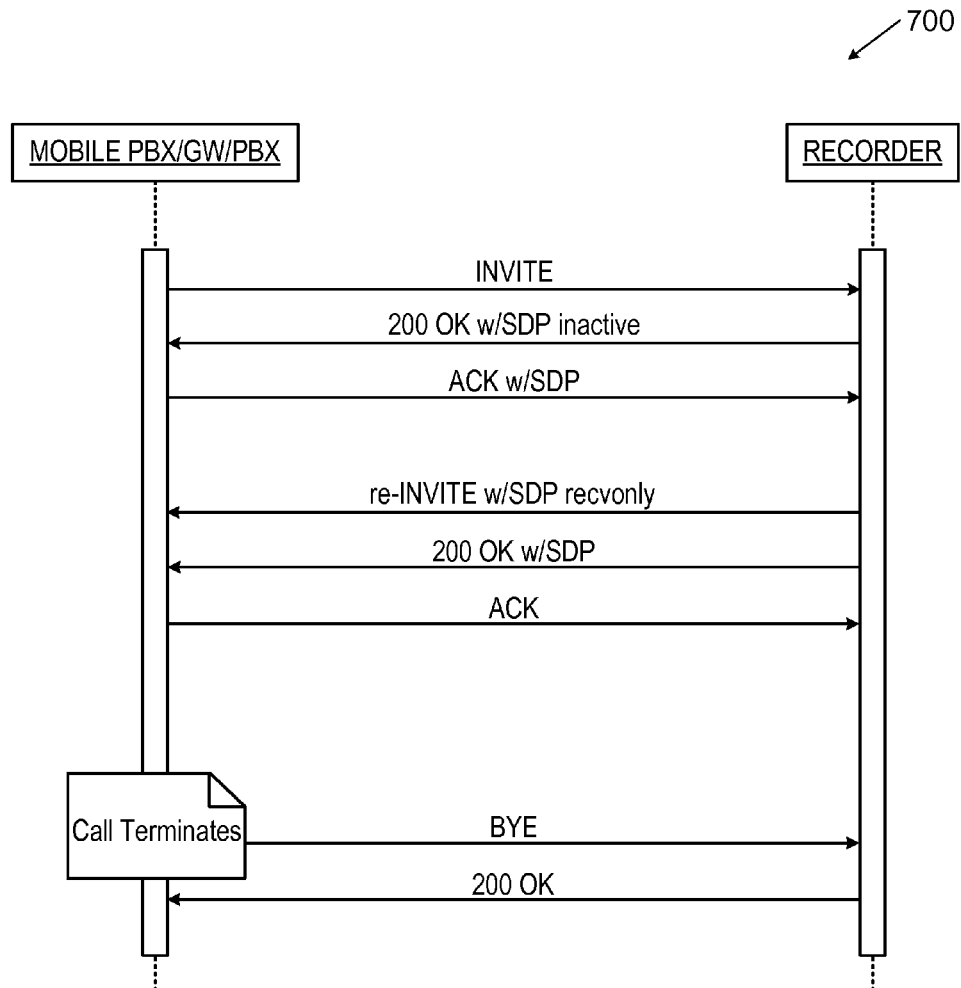 700
MOBILE PBX/GW/PBX
RECORDER
INVITE
200 OK w/SDP inactive
ACK w/SDP
re-INVITE w/SDP recvonly
200 OK w/SDP
ACK
Call Terminates
BYE
200 OK